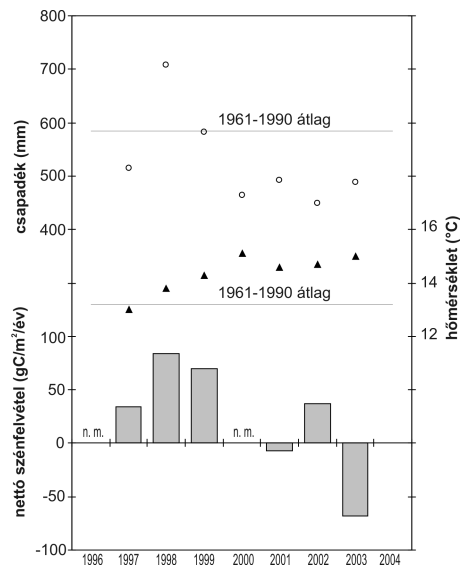 800
700
600
500
400
csapadék (mm)
1961-1990 átlag
16
14
12
hőmérséklet (°C)
1961-1990 átlag
100
50
0
-50
-100
nettó szénfelvétel (gC/m²/év)
n. m.
n. m.
1996 1997 1998 1999 2000 2001 2002 2003 2004